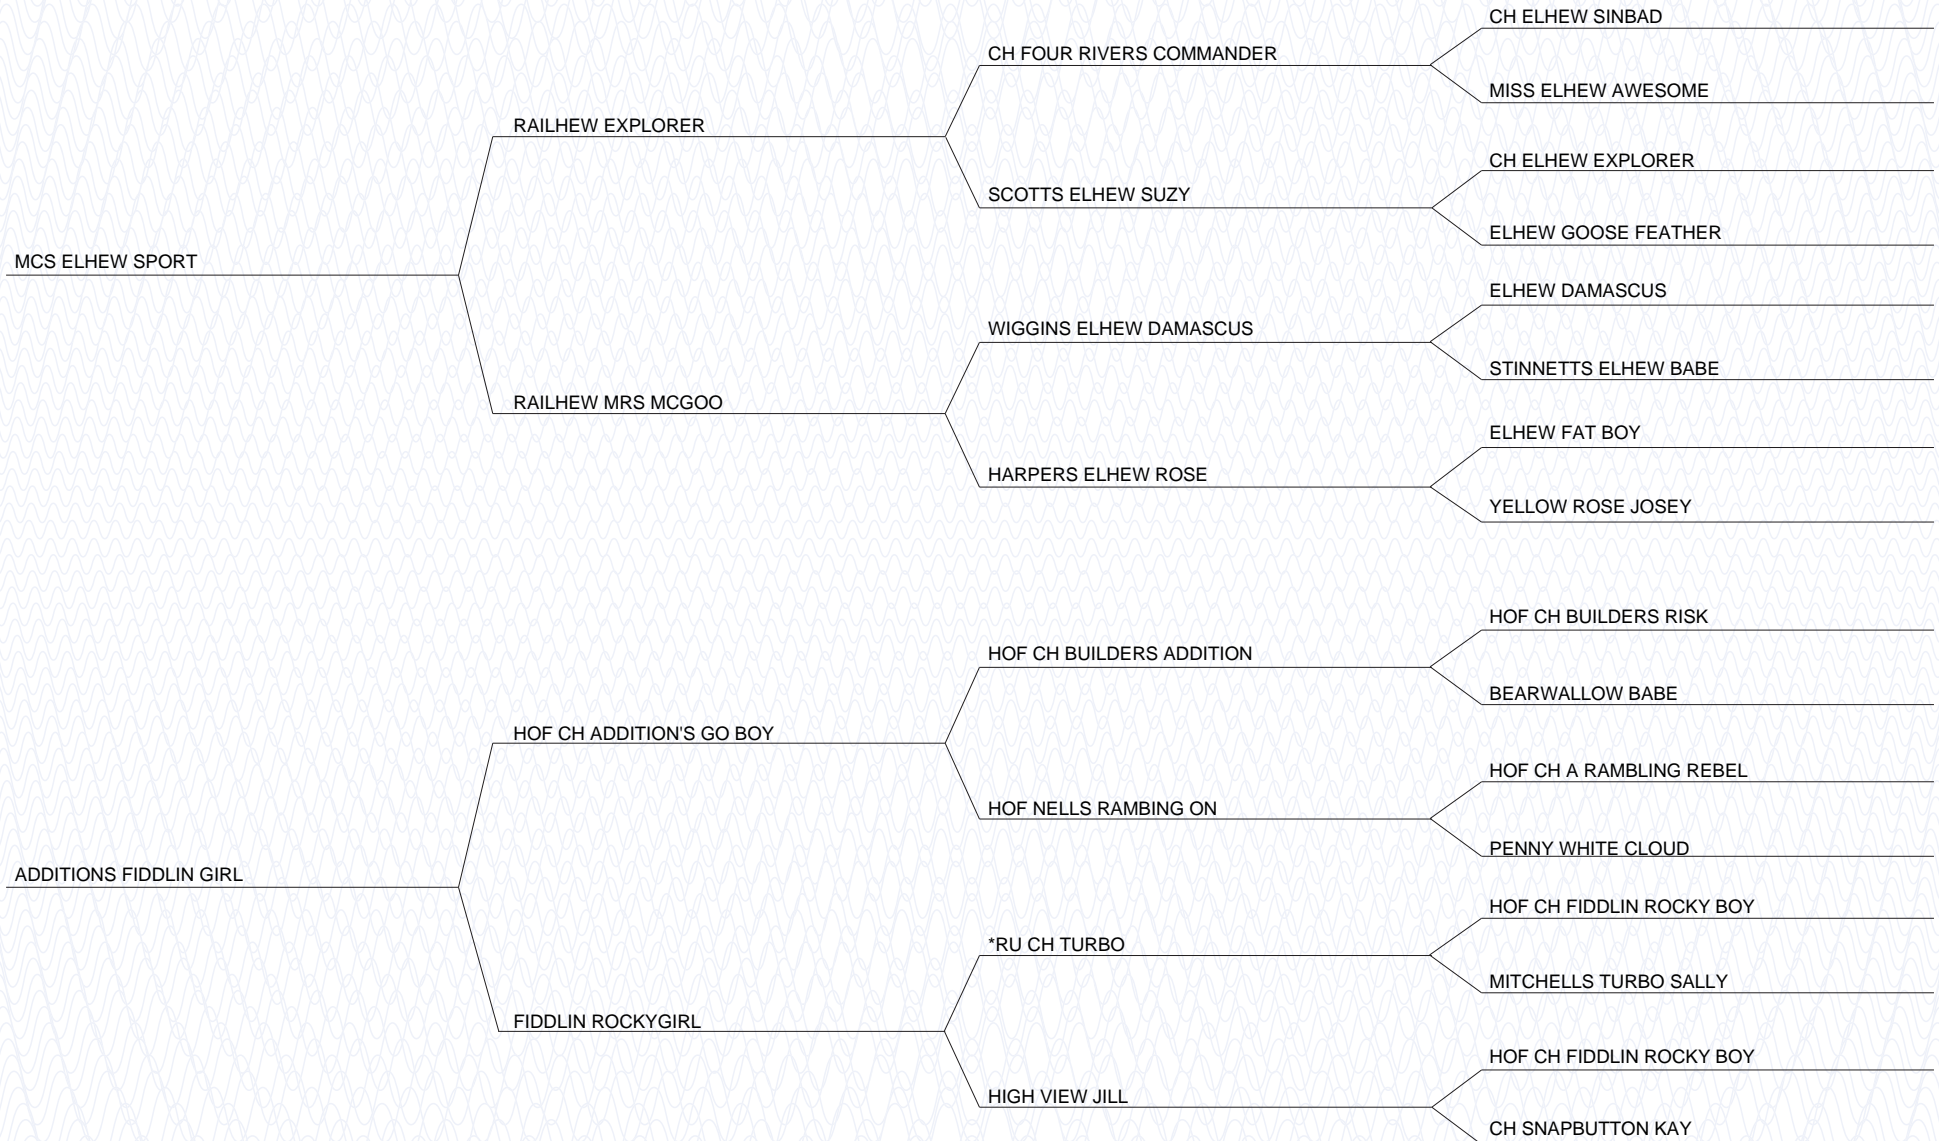 CH ELHEW SINBAD
CH FOUR RIVERS COMMANDER
MISS ELHEW AWESOME
RAILHEW EXPLORER
CH ELHEW EXPLORER
SCOTTS ELHEW SUZY
ELHEW GOOSE FEATHER
MCS ELHEW SPORT
ELHEW DAMASCUS
WIGGINS ELHEW DAMASCUS
STINNETTS ELHEW BABE
RAILHEW MRS MCGOO
ELHEW FAT BOY
HARPERS ELHEW ROSE
YELLOW ROSE JOSEY
HOF CH BUILDERS RISK
HOF CH BUILDERS ADDITION
BEARWALLOW BABE
HOF CH ADDITION'S GO BOY
HOF CH A RAMBLING REBEL
HOF NELLS RAMBING ON
PENNY WHITE CLOUD
ADDITIONS FIDDLIN GIRL
HOF CH FIDDLIN ROCKY BOY
*RU CH TURBO
MITCHELLS TURBO SALLY
FIDDLIN ROCKYGIRL
HOF CH FIDDLIN ROCKY BOY
HIGH VIEW JILL
CH SNAPBUTTON KAY